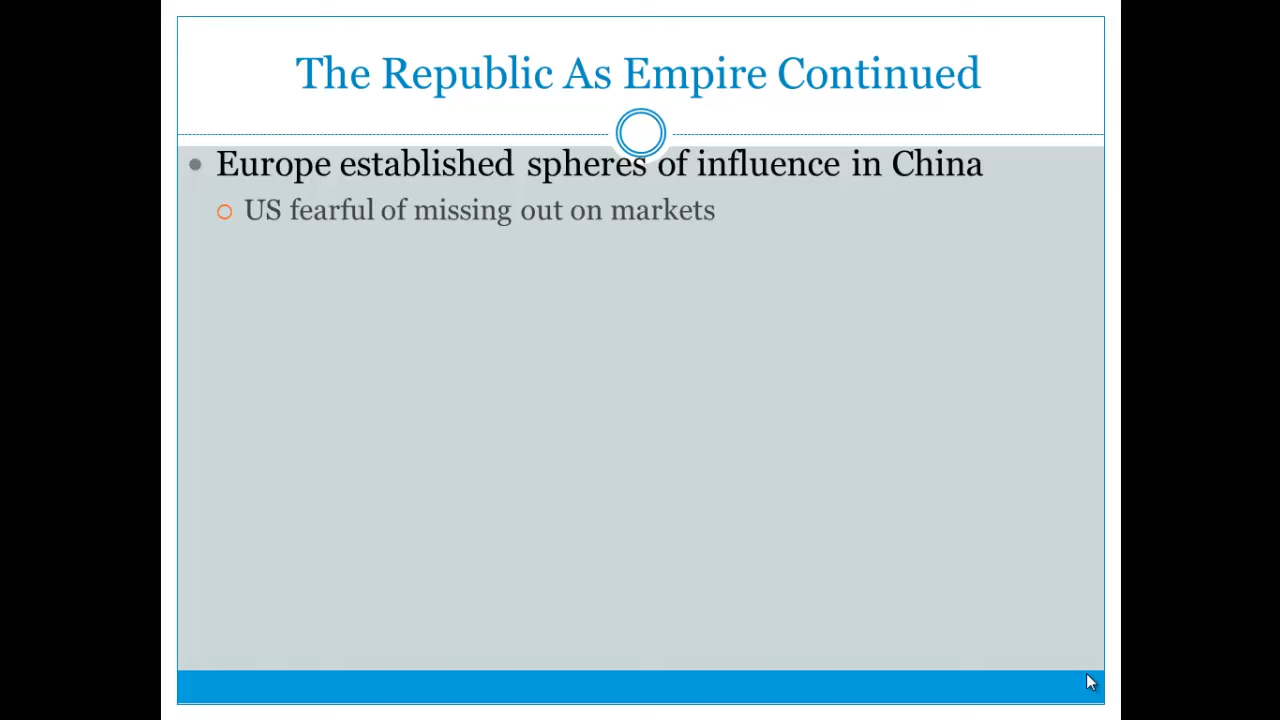 The Republic As Empire Continued
Europe established spheres of influence in China
US fearful of missing out on markets